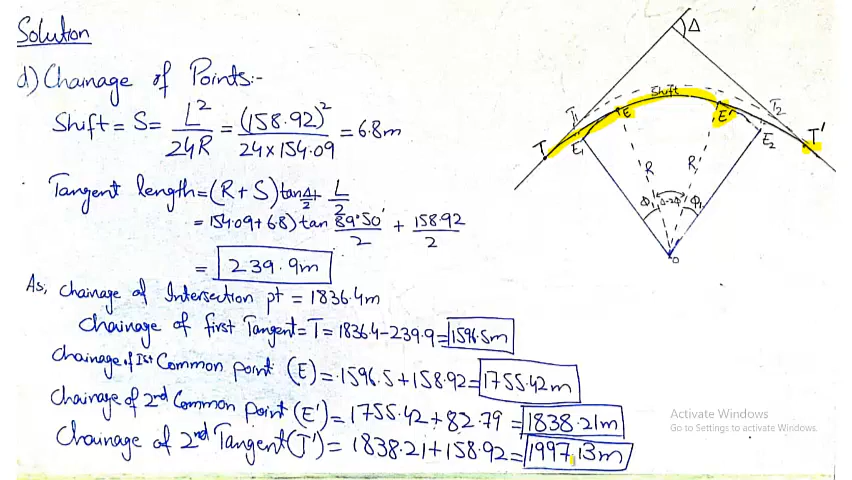 Solution
d) Chainage of Points:-
Shift = S = L²/24R = (158.92)²/24×154.09 = 6.8m
Tangent length = (R + S) tan Δ/2 + L/2
= 154.09+6.8) tan 89°50'/2 + 158.92/2
= 239.9m
As, Chainage of Intersection pt = 1836.4m
Chainage of first Tangent = T = 1836.4-239.9 = 1596.5m
Chainage of 1st Common point (E) = 1596.5 + 158.92 = 1755.42m
Chainage of 2nd Common point (E') = 1755.42 + 82.79 = 1838.21m
Chainage of 2nd Tangent (T') = 1838.21 + 158.92 = 1997.13m
Δ
Shift
T1
E
E'
T2
T
E1
E2
T'
R
R
Φ1
Δ-2Φ1
Φ1
O
Activate Windows
Go to Settings to activate Windows.